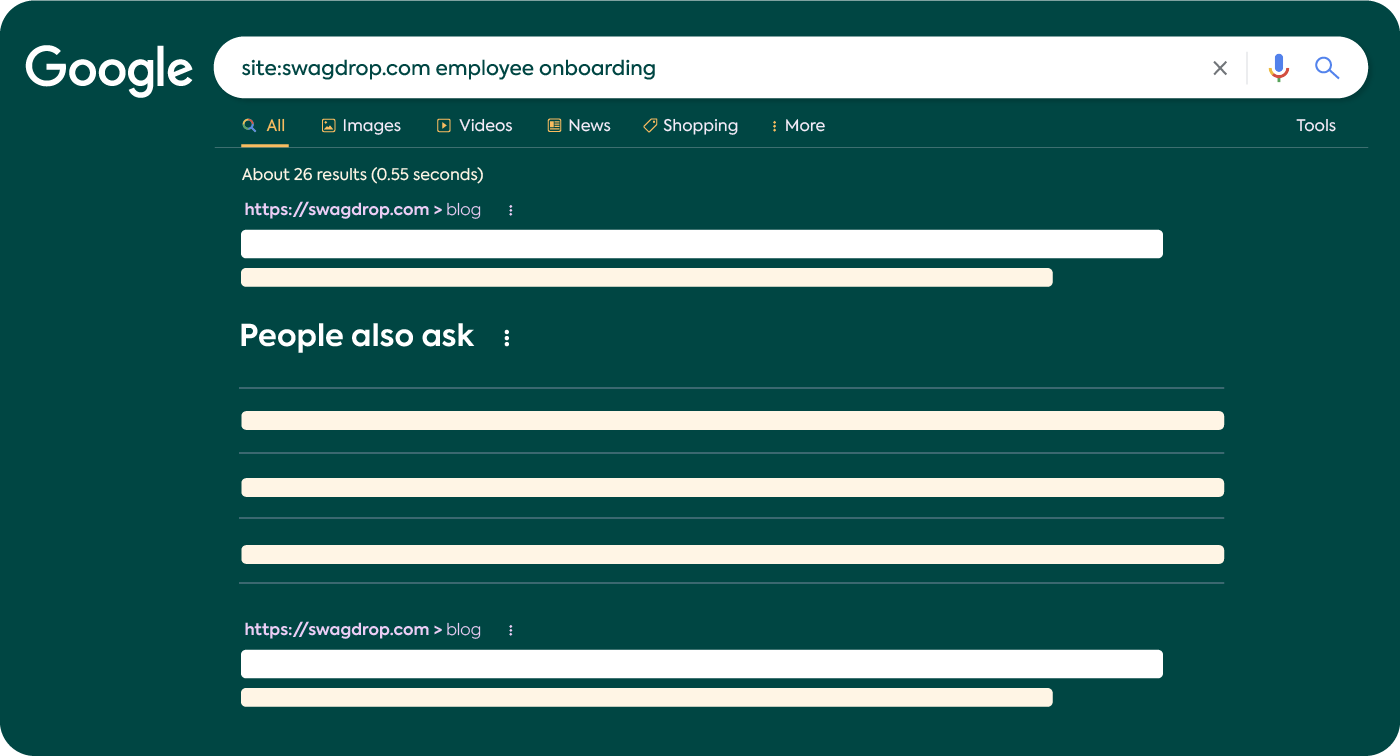 Google
site:swagdrop.com employee onboarding
All Images Videos News Shopping More Tools
About 26 results (0.55 seconds)
https://swagdrop.com > blog
People also ask
https://swagdrop.com > blog